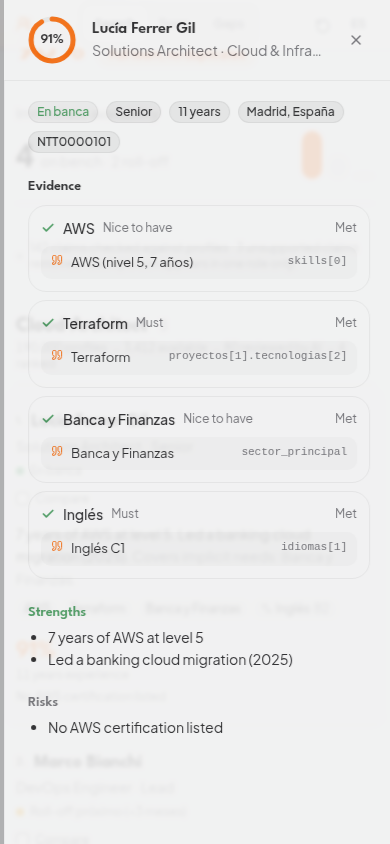 91%
Lucía Ferrer Gil
Solutions Architect · Cloud & Infra...
En banca
Senior
11 years
Madrid, España
NTT0000101
Evidence
AWS Nice to have Met
AWS (nivel 5, 7 años) skills[0]
Terraform Must Met
Terraform proyectos[1].tecnologias[2]
Banca y Finanzas Nice to have Met
Banca y Finanzas sector_principal
Inglés Must Met
Inglés C1 idiomas[1]
Strengths
• 7 years of AWS at level 5
• Led a banking cloud migration (2025)
Risks
• No AWS certification listed
Marco Bianchi